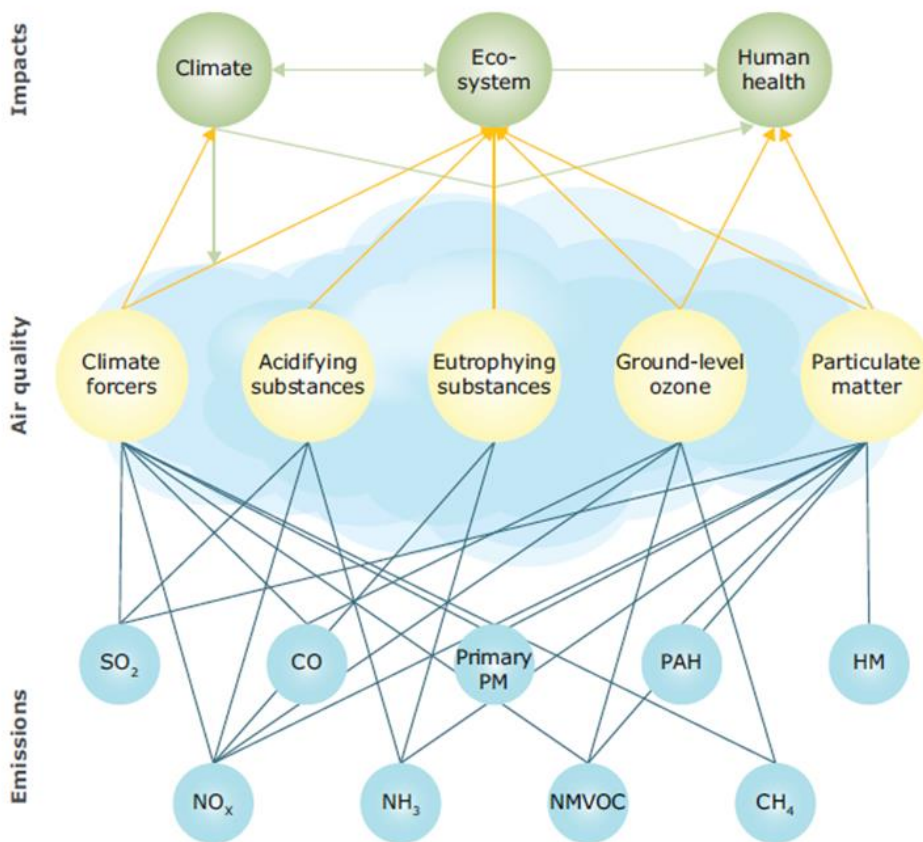 Impacts
Climate
Eco-
system
Human
health
Air quality
Climate
forcers
Acidifying
substances
Eutrophying
substances
Ground-level
ozone
Particulate
matter
Emissions
SO₂
CO
Primary
PM
PAH
HM
NOₓ
NH₃
NMVOC
CH₄